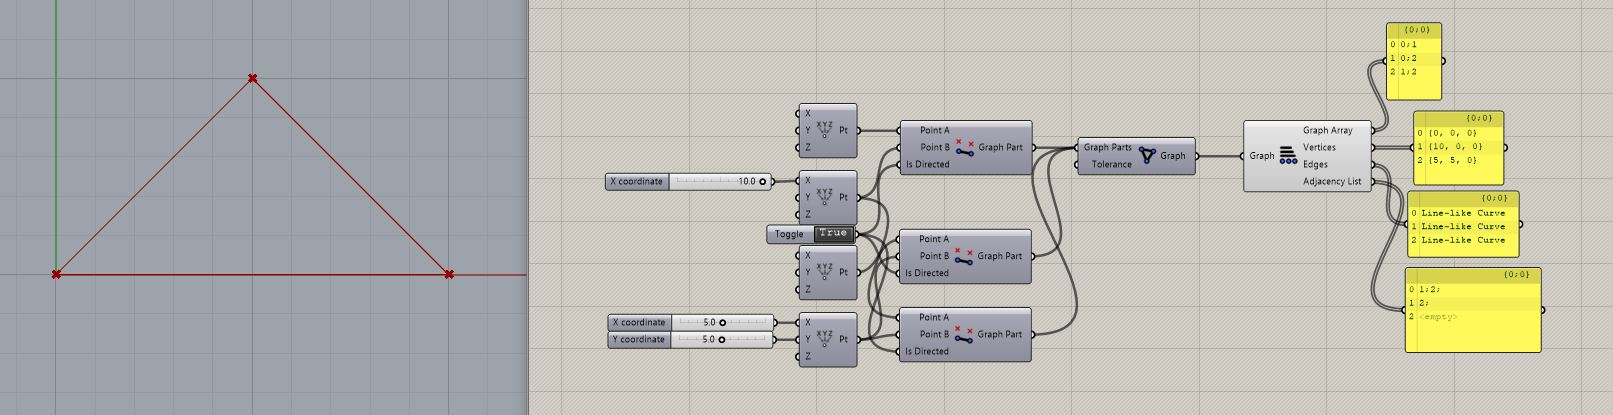 {0;0}
0 0;1
1 0;2
2 1;2
X
Y
Z
XYZ
Pt
Point A
Point B
Is Directed
Graph Part
Graph Parts
Tolerance
Graph
Graph
Graph Array
Vertices
Edges
Adjacency List
{0;0}
0 {0, 0, 0}
1 {10, 0, 0}
2 {5, 5, 0}
X coordinate
10.0
X
Y
Z
XYZ
Pt
{0;0}
0 Line-like Curve
1 Line-like Curve
2 Line-like Curve
Toggle
True
X
Y
Z
XYZ
Pt
Point A
Point B
Is Directed
Graph Part
{0;0}
0 1;2;
1 2;
2 <empty>
X coordinate
5.0
Y coordinate
5.0
X
Y
Z
XYZ
Pt
Point A
Point B
Is Directed
Graph Part